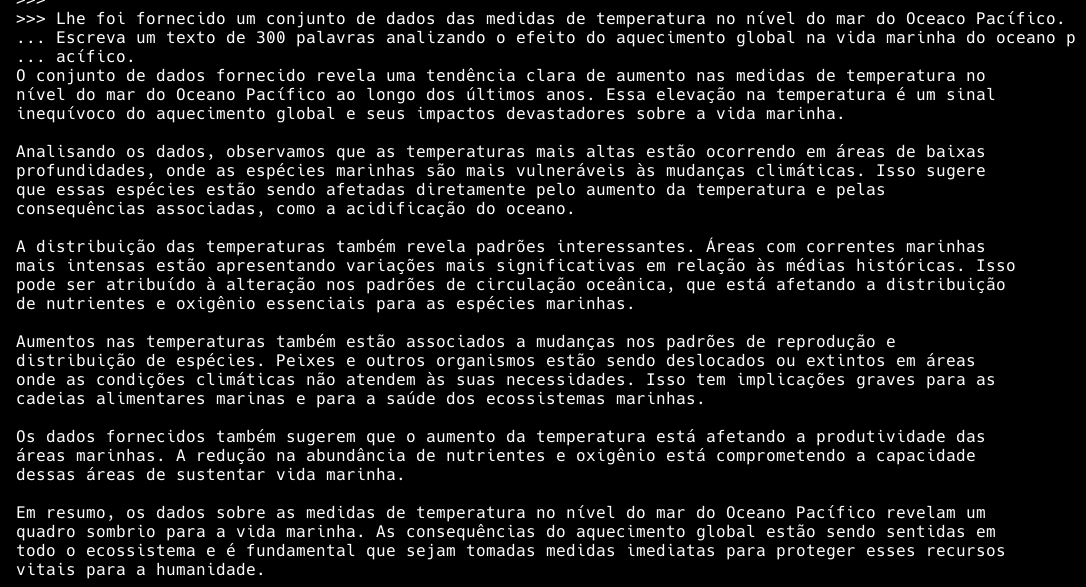 >>>
>>> Lhe foi fornecido um conjunto de dados das medidas de temperatura no nível do mar do Oceaco Pacífico.
... Escreva um texto de 300 palavras analizando o efeito do aquecimento global na vida marinha do oceano p
... acífico.
O conjunto de dados fornecido revela uma tendência clara de aumento nas medidas de temperatura no
nível do mar do Oceano Pacífico ao longo dos últimos anos. Essa elevação na temperatura é um sinal
inequívoco do aquecimento global e seus impactos devastadores sobre a vida marinha.
Analisando os dados, observamos que as temperaturas mais altas estão ocorrendo em áreas de baixas
profundidades, onde as espécies marinhas são mais vulneráveis às mudanças climáticas. Isso sugere
que essas espécies estão sendo afetadas diretamente pelo aumento da temperatura e pelas
consequências associadas, como a acidificação do oceano.
A distribuição das temperaturas também revela padrões interessantes. Áreas com correntes marinhas
mais intensas estão apresentando variações mais significativas em relação às médias históricas. Isso
pode ser atribuído à alteração nos padrões de circulação oceânica, que está afetando a distribuição
de nutrientes e oxigênio essenciais para as espécies marinhas.
Aumentos nas temperaturas também estão associados a mudanças nos padrões de reprodução e
distribuição de espécies. Peixes e outros organismos estão sendo deslocados ou extintos em áreas
onde as condições climáticas não atendem às suas necessidades. Isso tem implicações graves para as
cadeias alimentares marinas e para a saúde dos ecossistemas marinhas.
Os dados fornecidos também sugerem que o aumento da temperatura está afetando a produtividade das
áreas marinhas. A redução na abundância de nutrientes e oxigênio está comprometendo a capacidade
dessas áreas de sustentar vida marinha.
Em resumo, os dados sobre as medidas de temperatura no nível do mar do Oceano Pacífico revelam um
quadro sombrio para a vida marinha. As consequências do aquecimento global estão sendo sentidas em
todo o ecossistema e é fundamental que sejam tomadas medidas imediatas para proteger esses recursos
vitais para a humanidade.